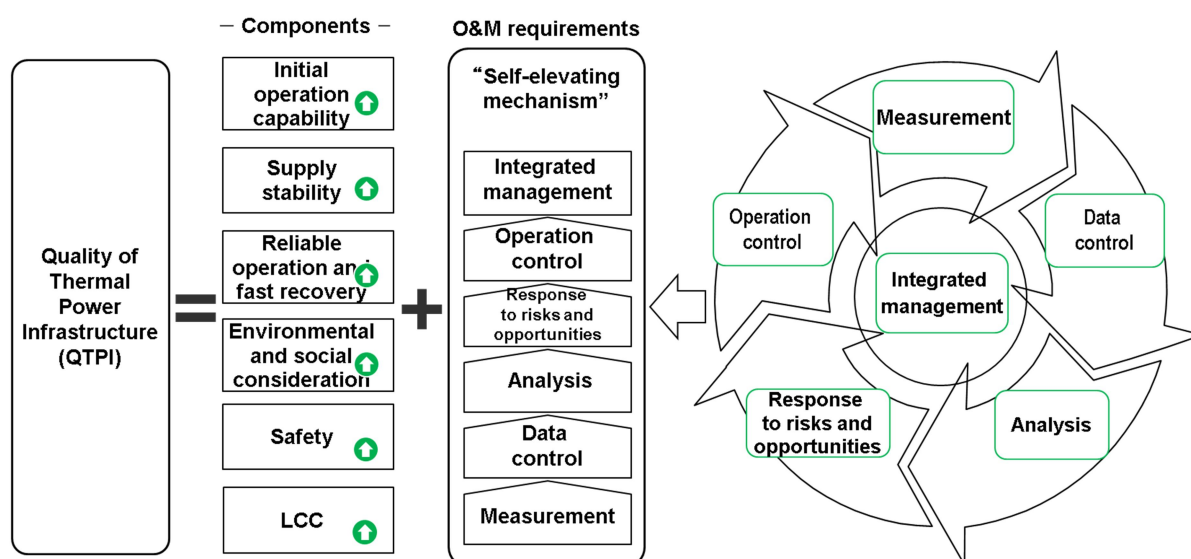 Components
O&M requirements
Quality of
Thermal
Power
Infrastructure
(QTPI)
Initial
operation
capability
Supply
stability
Reliable
operation and
fast recovery
Environmental
and social
consideration
Safety
LCC
“Self-elevating
mechanism”
Integrated
management
Operation
control
Response
to risks and
opportunities
Analysis
Data
control
Measurement
Measurement
Data
control
Analysis
Response
to risks and
opportunities
Operation
control
Integrated
management